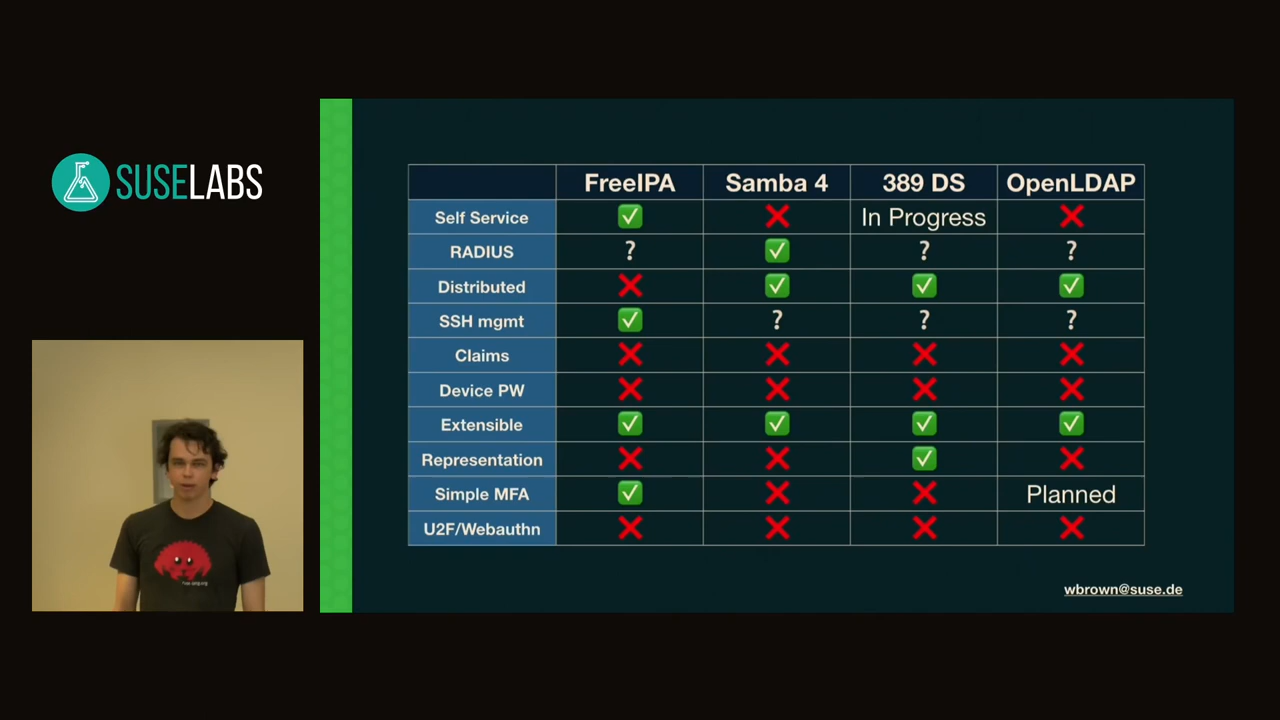 SUSELABS
FreeIPA Samba 4 389 DS OpenLDAP
Self Service ✅ ❌ In Progress ❌
RADIUS ? ✅ ? ?
Distributed ❌ ✅ ✅ ✅
SSH mgmt ✅ ? ? ?
Claims ❌ ❌ ❌ ❌
Device PW ❌ ❌ ❌ ❌
Extensible ✅ ✅ ✅ ✅
Representation ❌ ❌ ✅ ❌
Simple MFA ✅ ❌ ❌ Planned
U2F/Webauthn ❌ ❌ ❌ ❌
wbrown@suse.de